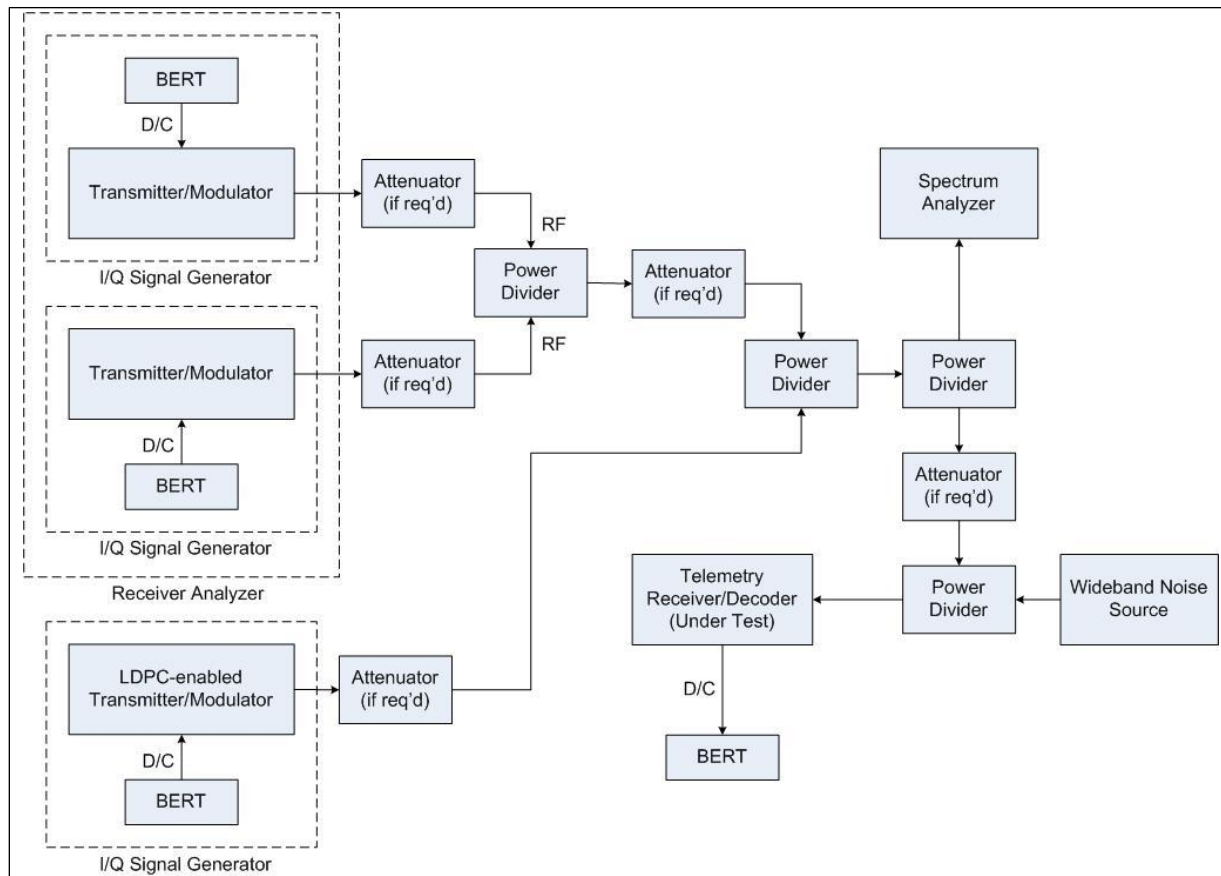 BERT
D/C
Transmitter/Modulator
I/Q Signal Generator
Transmitter/Modulator
D/C
BERT
I/Q Signal Generator
Receiver Analyzer
LDPC-enabled
Transmitter/Modulator
D/C
BERT
I/Q Signal Generator
Attenuator
(if req'd)
RF
Power
Divider
RF
Attenuator
(if req'd)
Attenuator
(if req'd)
Attenuator
(if req'd)
Power
Divider
Spectrum
Analyzer
Power
Divider
Attenuator
(if req'd)
Power
Divider
Wideband Noise
Source
Telemetry
Receiver/Decoder
(Under Test)
D/C
BERT